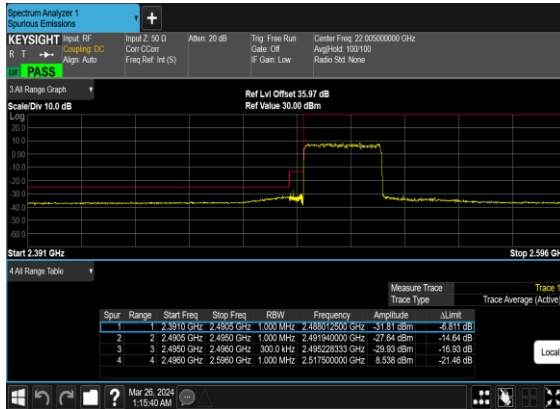 Spectrum Analyzer 1
Spurious Emissions
+
KEYSIGHT Input: RF Input Z: 50 Ω Atten: 20 dB Trig: Free Run Center Freq: 22.005000000 GHz
R T Coupling: DC Corr CCorr Gate: Off Avg|Hold: 100/100
Align: Auto Freq Ref: Int (S) IF Gain: Low Radio Std: None
LW PASS
3 All Range Graph
Ref Lvl Offset 35.97 dB
Scale/Div 10.0 dB Ref Value 30.00 dBm
Log
20.0
10.0
0.00
-10.0
-20.0
-30.0
-40.0
-50.0
-60.0
Start 2.391 GHz Stop 2.596 GH
4 All Range Table
Measure Trace Trace 1
Trace Type Trace Average (Active)
Spur Range Start Freq Stop Freq RBW Frequency Amplitude ΔLimit
1 1 2.3910 GHz 2.4905 GHz 1.000 MHz 2.488012500 GHz -31.81 dBm -6.811 dB
2 2 2.4905 GHz 2.4950 GHz 1.000 MHz 2.491940000 GHz -27.64 dBm -14.64 dB
3 3 2.4950 GHz 2.4960 GHz 300.0 kHz 2.495228333 GHz -29.93 dBm -16.93 dB
4 4 2.4960 GHz 2.5960 GHz 1.000 MHz 2.517500000 GHz 8.538 dBm -21.46 dB
Local
? Mar 26, 2024
1:15:40 AM